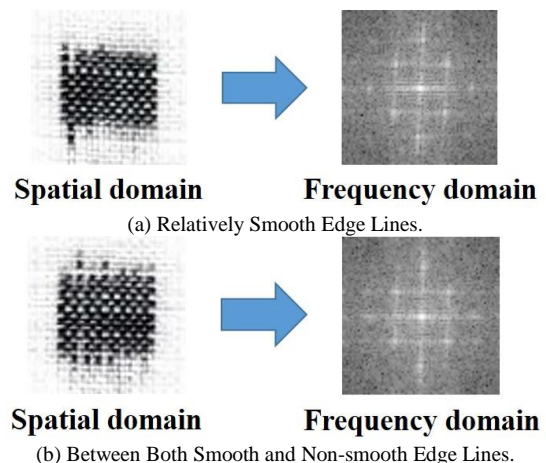 Spatial domain Frequency domain
(a) Relatively Smooth Edge Lines.
Spatial domain Frequency domain
(b) Between Both Smooth and Non-smooth Edge Lines.